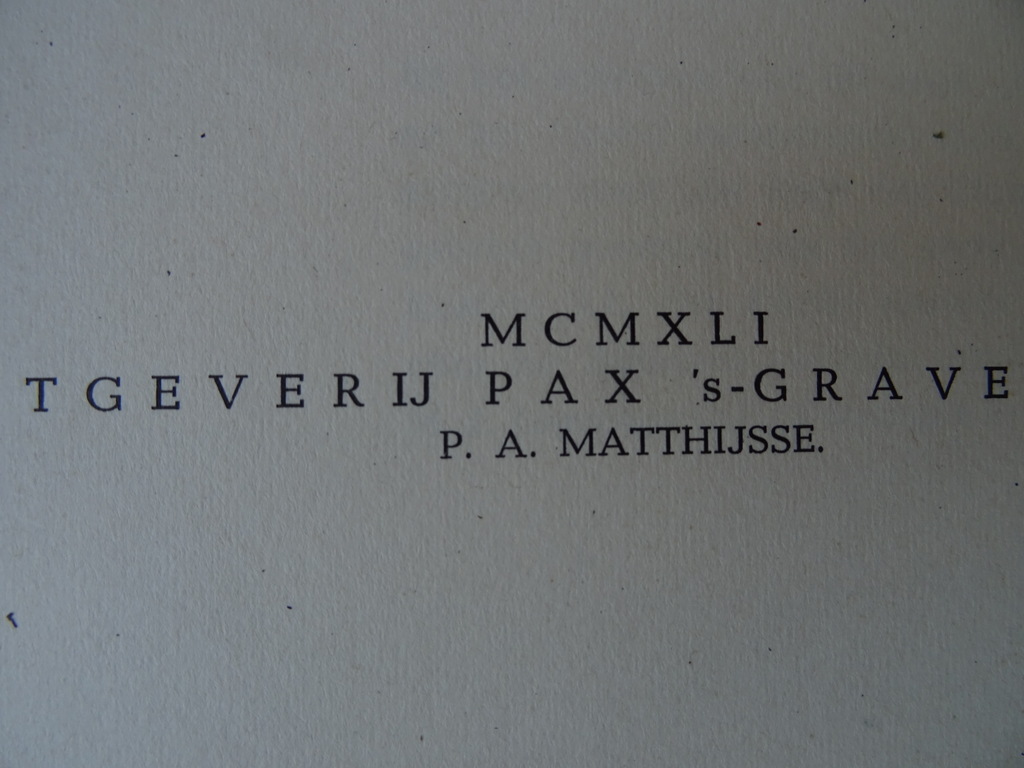 MCMXLI
TGEVERIJ PAX 's-GRAVE
P. A. MATTHIJSSE.